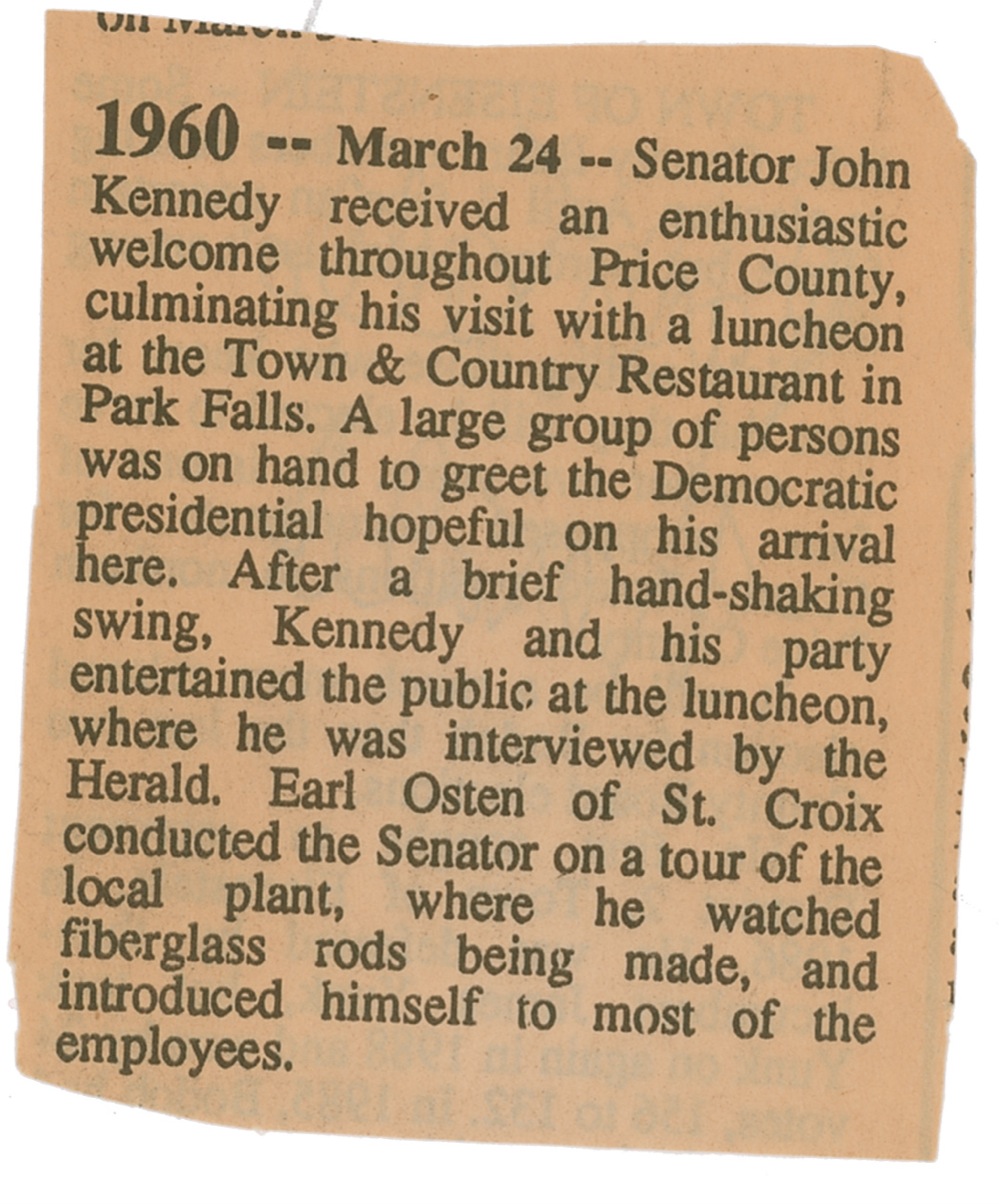 1960 -- March 24 -- Senator John
Kennedy received an enthusiastic
welcome throughout Price County,
culminating his visit with a luncheon
at the Town & Country Restaurant in
Park Falls. A large group of persons
was on hand to greet the Democratic
presidential hopeful on his arrival
here. After a brief hand-shaking
swing, Kennedy and his party
entertained the public at the luncheon,
where he was interviewed by the
Herald. Earl Osten of St. Croix
conducted the Senator on a tour of the
local plant, where he watched
fiberglass rods being made, and
introduced himself to most of the
employees.